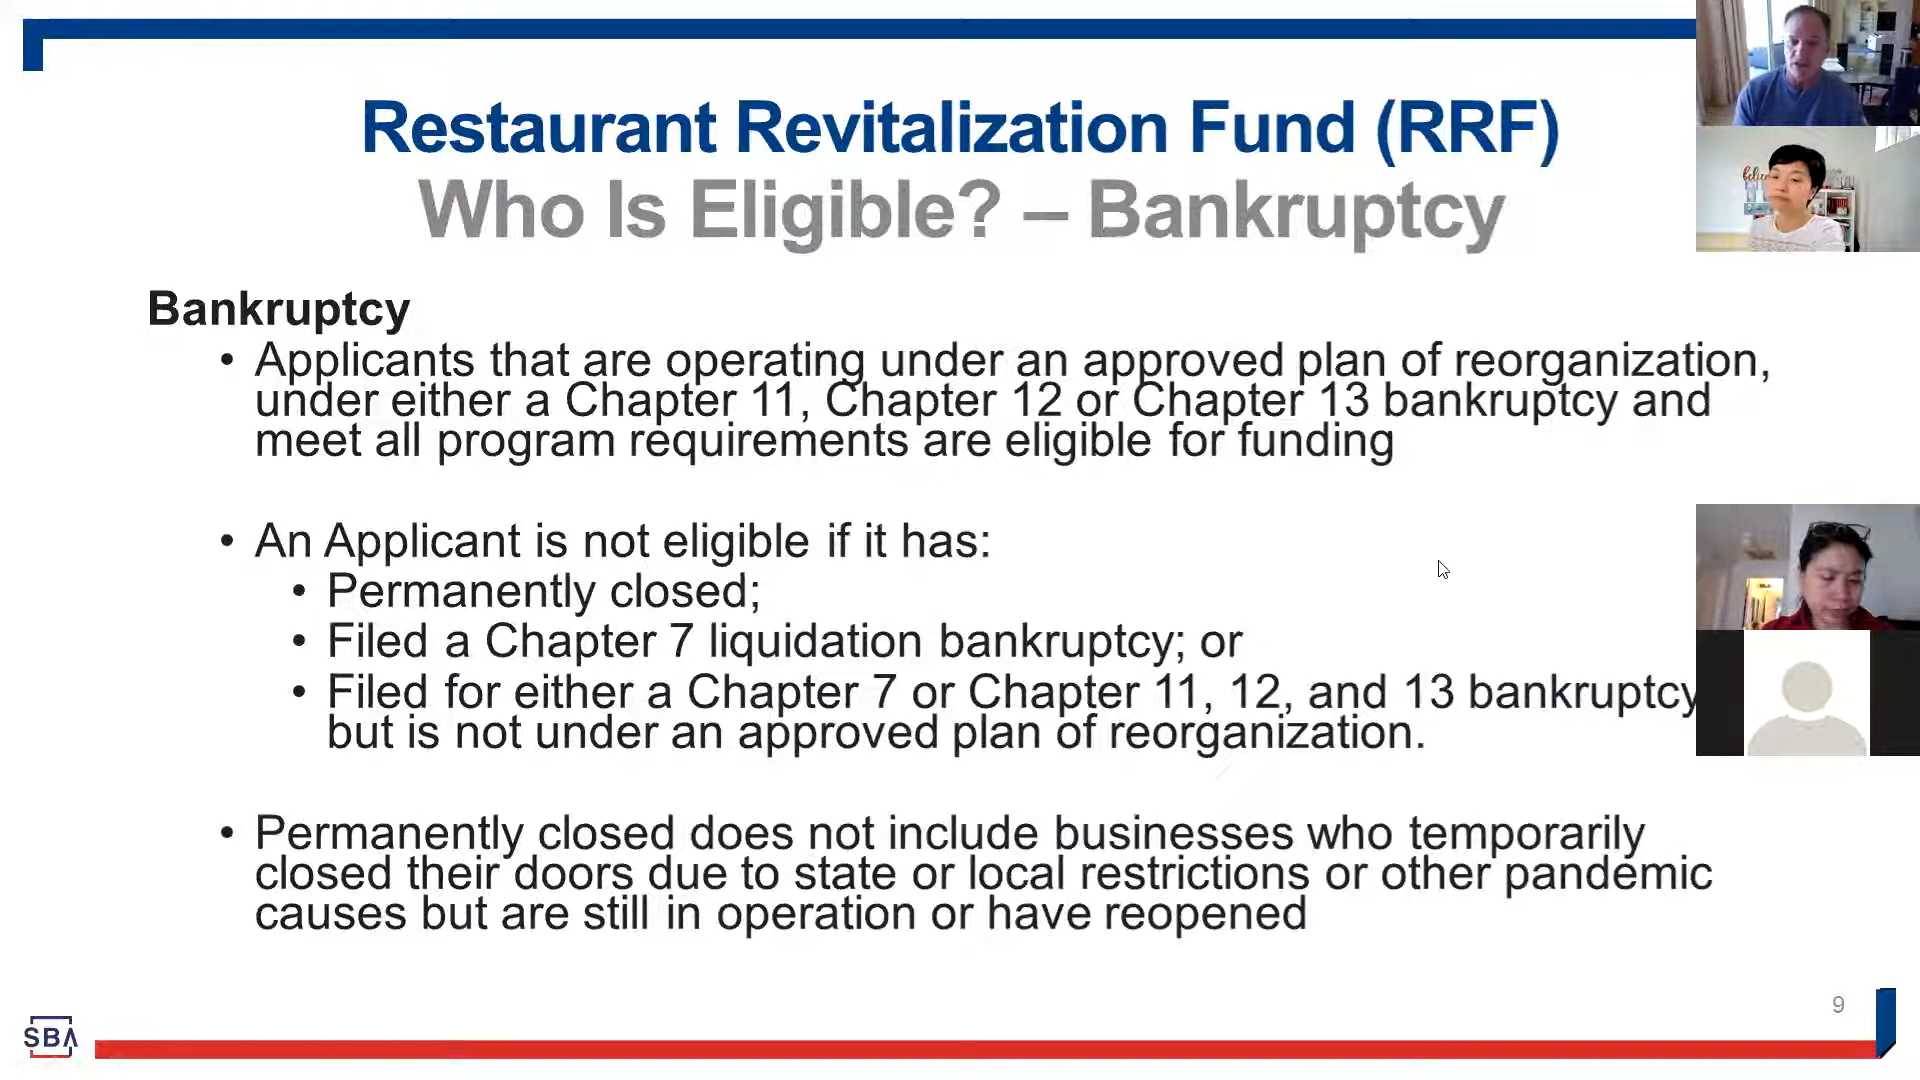 Restaurant Revitalization Fund (RRF)
Who Is Eligible? – Bankruptcy
Bankruptcy
• Applicants that are operating under an approved plan of reorganization,
under either a Chapter 11, Chapter 12 or Chapter 13 bankruptcy and
meet all program requirements are eligible for funding
• An Applicant is not eligible if it has:
• Permanently closed;
• Filed a Chapter 7 liquidation bankruptcy; or
• Filed for either a Chapter 7 or Chapter 11, 12, and 13 bankruptcy
but is not under an approved plan of reorganization.
• Permanently closed does not include businesses who temporarily
closed their doors due to state or local restrictions or other pandemic
causes but are still in operation or have reopened
9
SBA